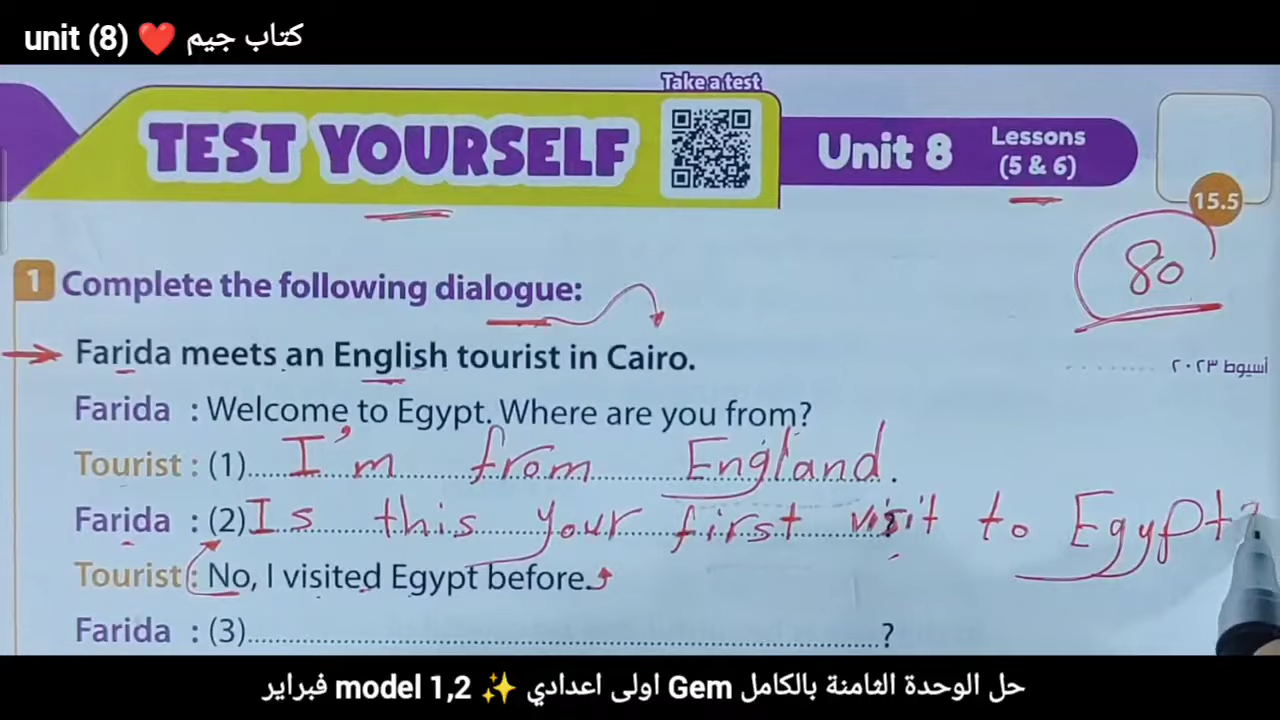 unit (8) ❤️ كتاب جيم
Take a test
TEST YOURSELF
Unit 8 Lessons (5 & 6)
15.5
80
1 Complete the following dialogue:
Farida meets an English tourist in Cairo.
أسيوط ٢٠٢٣
Farida : Welcome to Egypt. Where are you from?
Tourist : (1) I'm from England.
Farida : (2) Is this your first visit to Egypt?
Tourist : No, I visited Egypt before.
Farida : (3)..............................?
حل الوحدة الثامنة بالكامل Gem اولى اعدادي ✨ model 1,2 فبراير